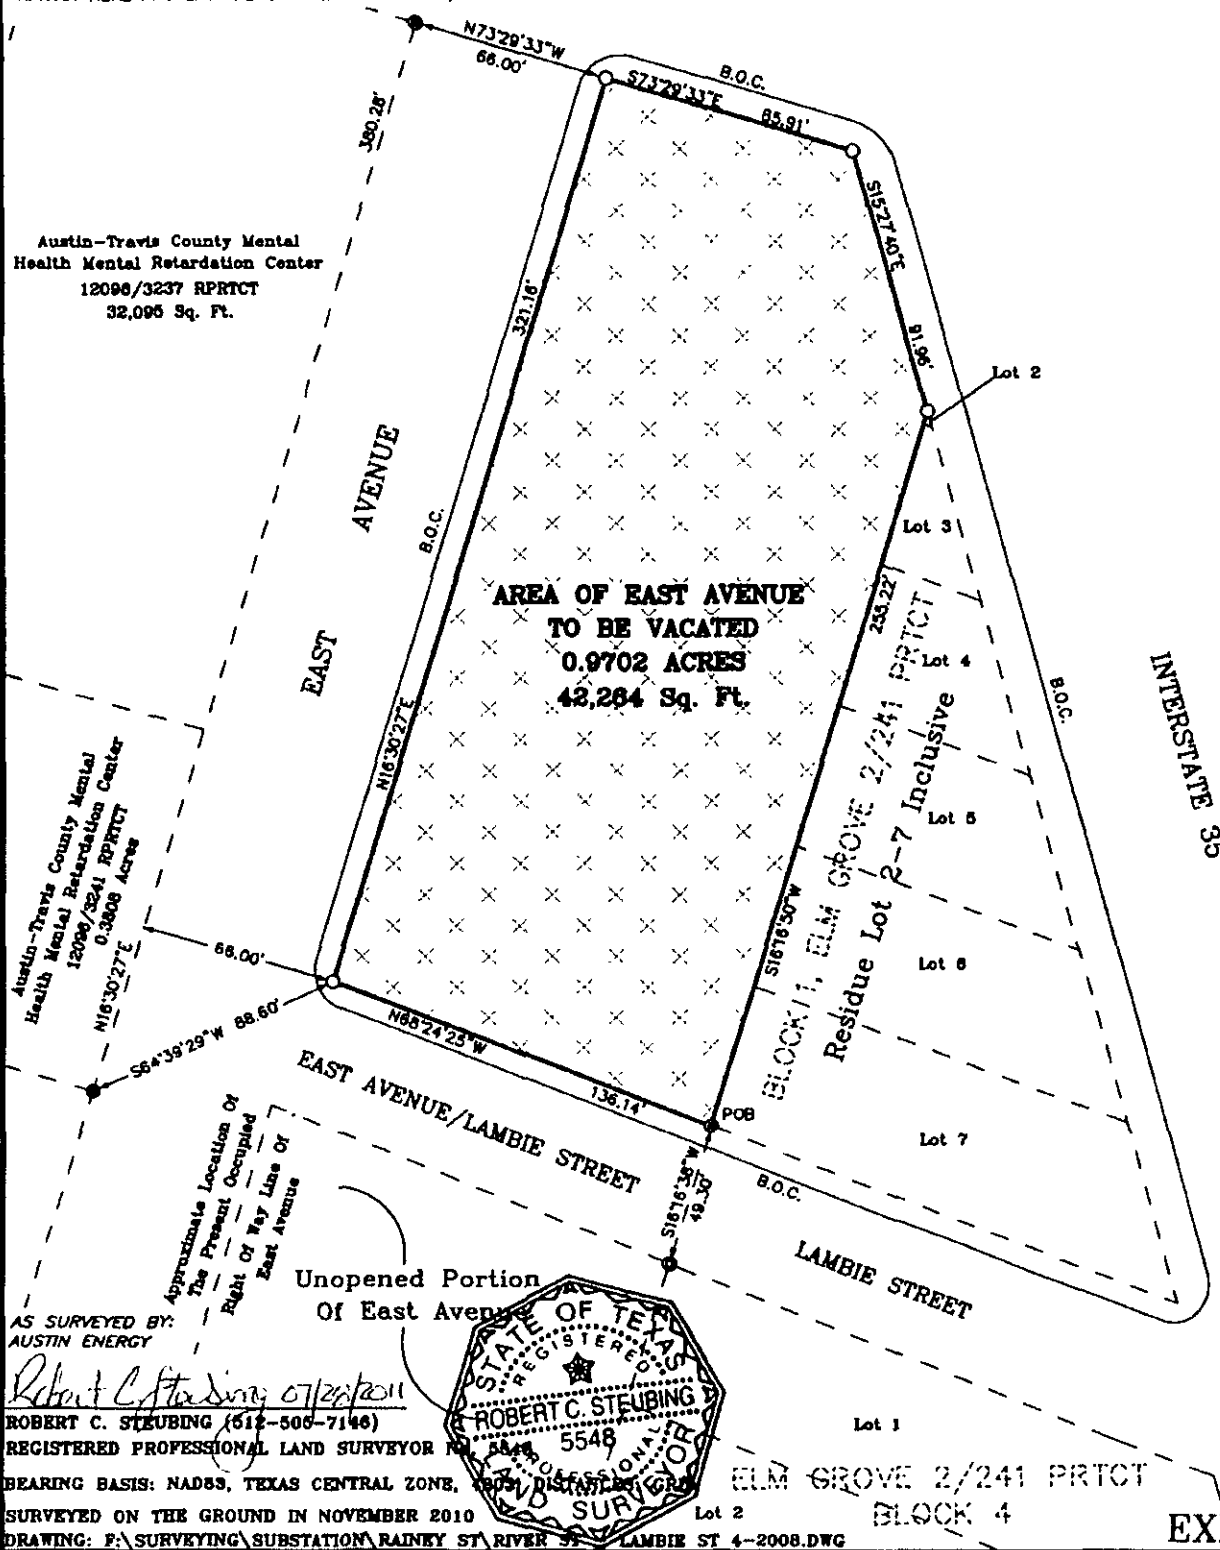 N73°29'33"W
66.00'
B.O.C.
S73°29'33"E
85.91'
380.28'
S15°27'40"E
91.96'
Austin-Travis County Mental
Health Mental Retardation Center
12096/3237 RPRTCT
32,095 Sq. Ft.
321.16'
Lot 2
EAST AVENUE
B.O.C.
Lot 3
AREA OF EAST AVENUE
TO BE VACATED
0.9702 ACRES
42,264 Sq. Ft.
255.22'
Lot 4
B.O.C.
INTERSTATE 35
N16°30'27"E
BLOCK 1, ELM GROVE 2/241 PRTCT
Residue Lot 2-7 Inclusive
Lot 5
Austin-Travis County Mental
Health Mental Retardation Center
12096/3241 RPRTCT
0.3808 Acres
N16°30'27"E
S16°16'50"W
66.00'
Lot 6
S64°39'29"W 88.60'
N68°24'25"W
136.14'
POB
EAST AVENUE/LAMBIE STREET
Lot 7
S16°16'38"W
49.30'
B.O.C.
Approximate Location Of
The Present Occupied
Right Of Way Line Of
East Avenue
LAMBIE STREET
Unopened Portion
Of East Avenue
AS SURVEYED BY:
AUSTIN ENERGY
STATE OF TEXAS
REGISTERED
ROBERT C. STEUBING
5548
PROFESSIONAL
LAND SURVEYOR
Robert C. Steubing 07/28/2011
ROBERT C. STEUBING (512-505-7146)
REGISTERED PROFESSIONAL LAND SURVEYOR 5548
Lot 1
BEARING BASIS: NAD83, TEXAS CENTRAL ZONE, 4203, DISTANCES GRID
ELM GROVE 2/241 PRTCT
BLOCK 4
SURVEYED ON THE GROUND IN NOVEMBER 2010
Lot 2
EX
DRAWING: F:\SURVEYING\SUBSTATION\RAINEY ST\RIVER ST LAMBIE ST 4-2008.DWG